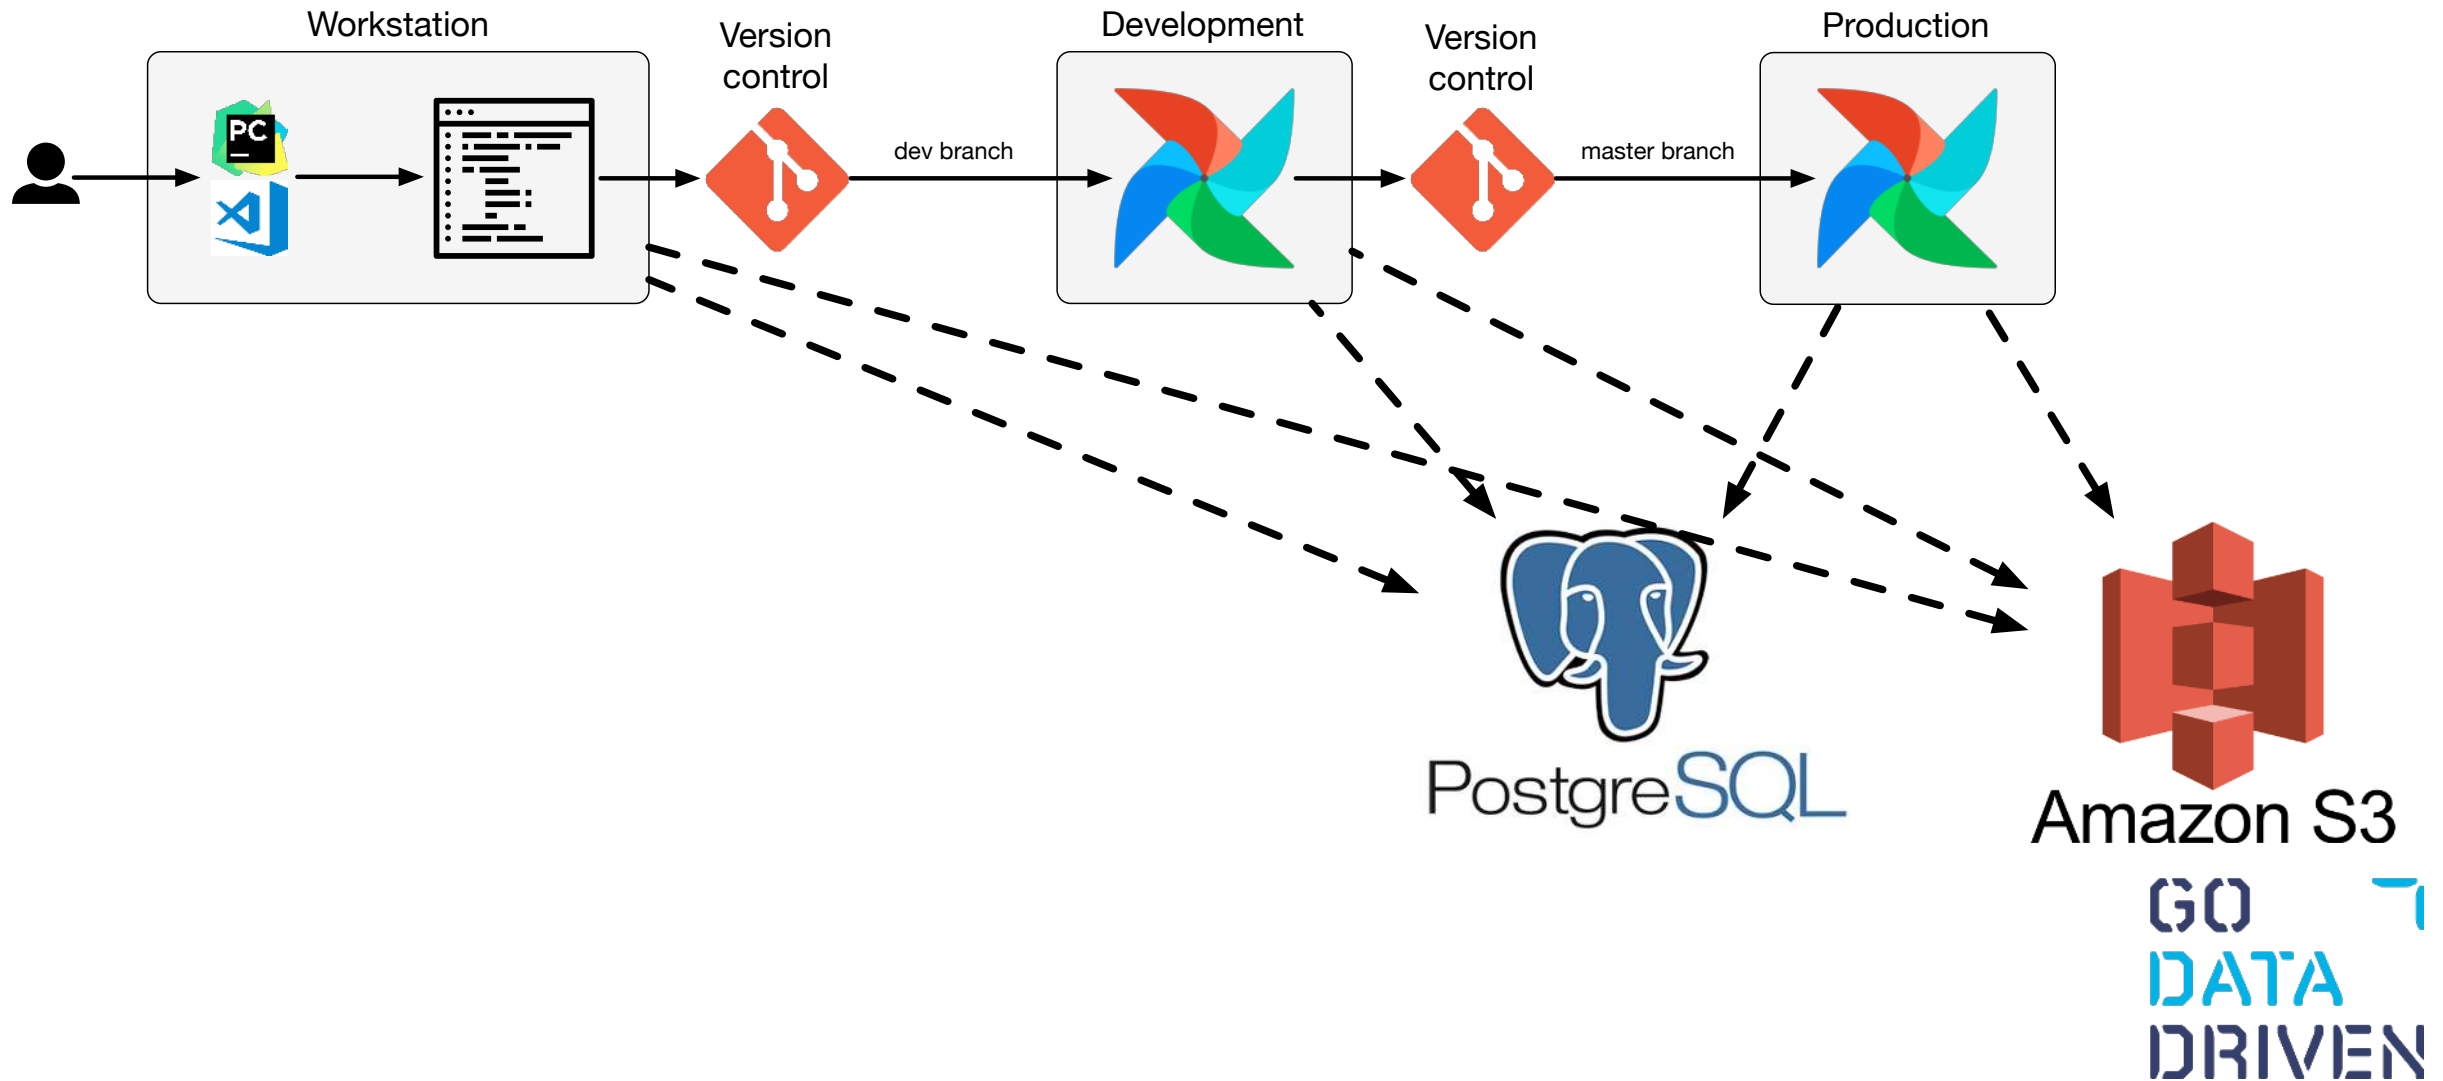 Workstation
Version
control
Development
Version
control
Production
PC
dev branch
master branch
PostgreSQL
Amazon S3
GO
DATA
DRIVEN